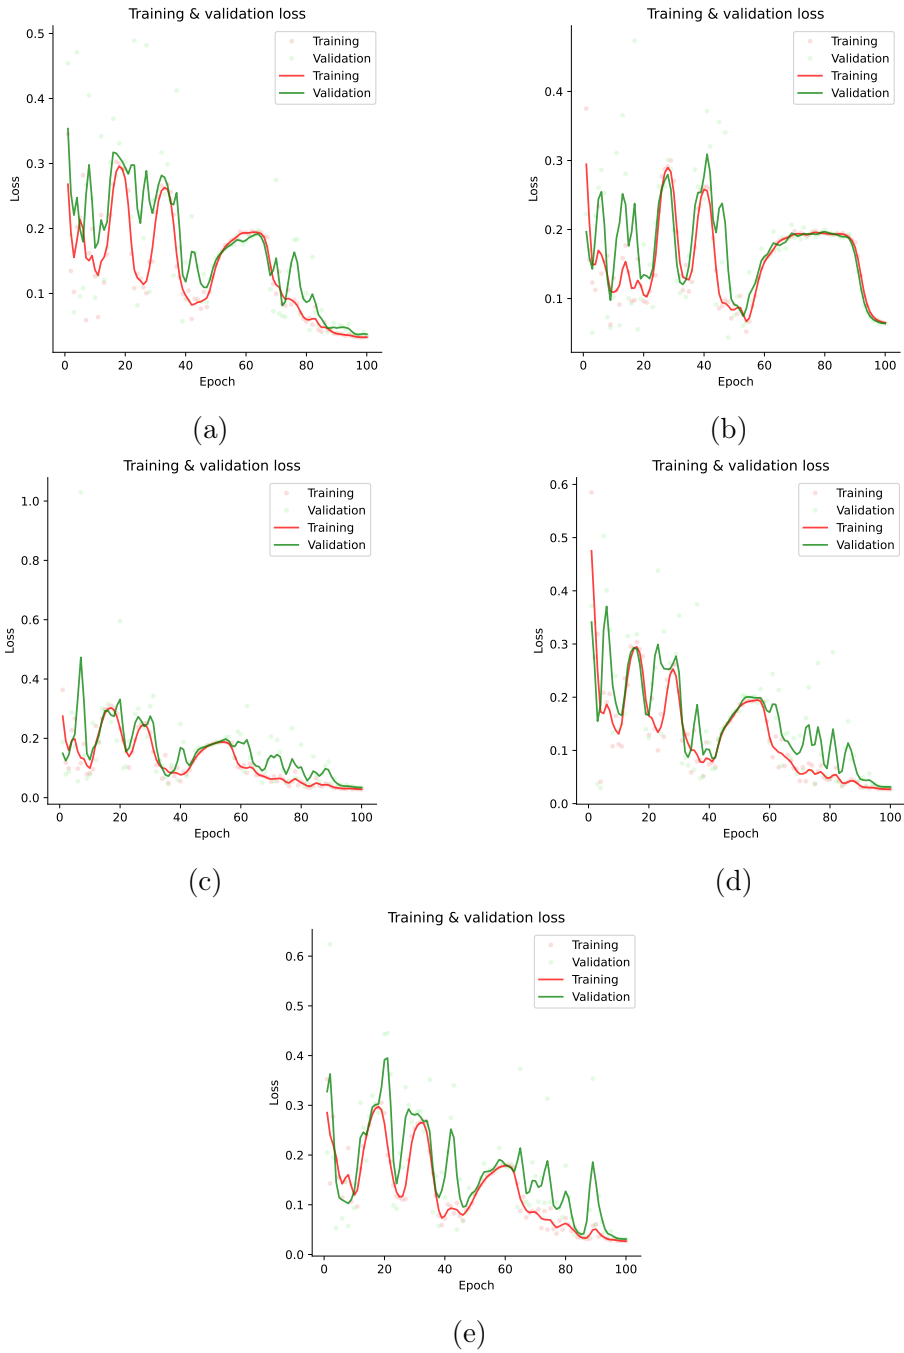 Training & validation loss
Training
Validation
Training
Validation
Loss
0.5
0.4
0.3
0.2
0.1
0 20 40 60 80 100
Epoch
(a)
Training & validation loss
Training
Validation
Training
Validation
Loss
0.4
0.3
0.2
0.1
0 20 40 60 80 100
Epoch
(b)
Training & validation loss
Training
Validation
Training
Validation
Loss
1.0
0.8
0.6
0.4
0.2
0.0
0 20 40 60 80 100
Epoch
(c)
Training & validation loss
Training
Validation
Training
Validation
Loss
0.6
0.5
0.4
0.3
0.2
0.1
0.0
0 20 40 60 80 100
Epoch
(d)
Training & validation loss
Training
Validation
Training
Validation
Loss
0.6
0.5
0.4
0.3
0.2
0.1
0.0
0 20 40 60 80 100
Epoch
(e)